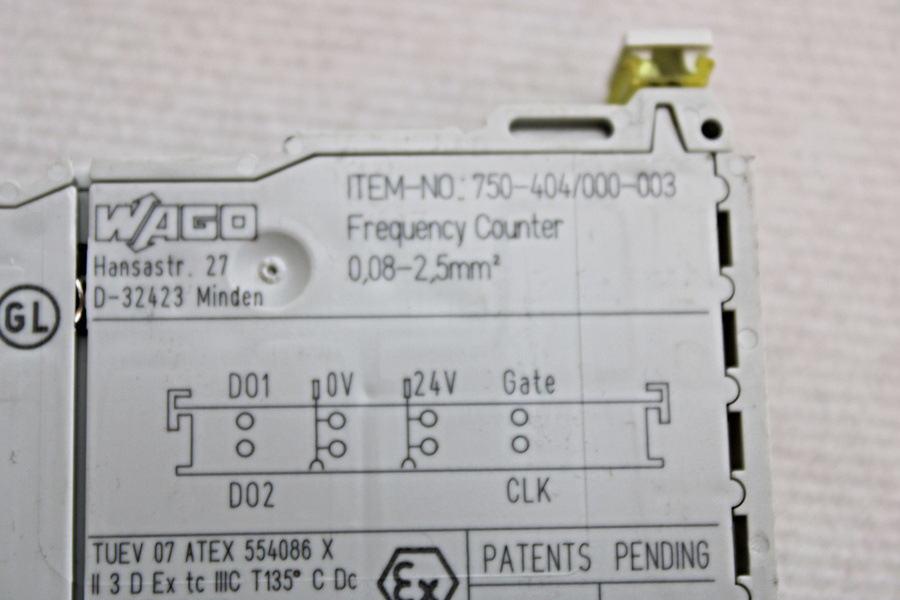 ITEM-NO.: 750-404/000-003
WAGO
Frequency Counter
Hansastr. 27
0,08-2,5mm²
D-32423 Minden
GL
DO1 0V 24V Gate
DO2 CLK
TUEV 07 ATEX 554086 X
II 3 D Ex tc IIIC T135° C Dc
Ex
PATENTS PENDING